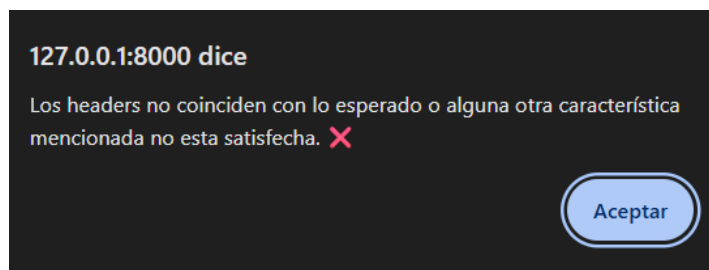 127.0.0.1:8000 dice
Los headers no coinciden con lo esperado o alguna otra característica
mencionada no esta satisfecha. ❌
Aceptar